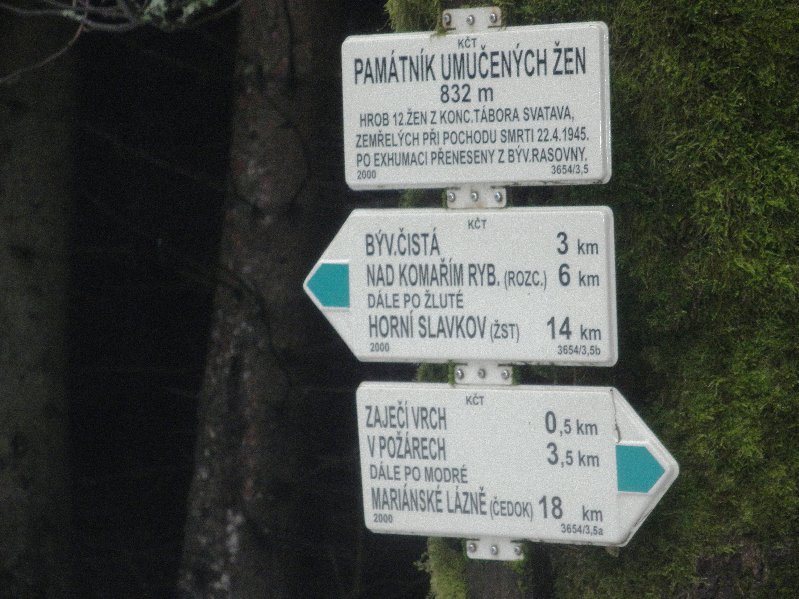 KČT
PAMÁTNÍK UMUČENÝCH ŽEN
832 m
HROB 12.ŽEN Z KONC.TÁBORA SVATAVA,
ZEMŘELÝCH PŘI POCHODU SMRTI 22.4.1945.
PO EXHUMACI PŘENESENY Z BÝV.RASOVNY.
2000 3654/3,5
KČT
BÝV.ČISTÁ 3 KM
NAD KOMAŘÍM RYB. (ROZC.) 6 KM
DÁLE PO ŽLUTÉ
HORNÍ SLAVKOV (ŽST) 14 KM
2000 3654/3,5b
KČT
ZAJEČÍ VRCH 0,5 KM
V POŽÁRECH 3,5 KM
DÁLE PO MODRÉ
MARIÁNSKÉ LÁZNĚ (ČEDOK) 18 KM
2000 3654/3,5a